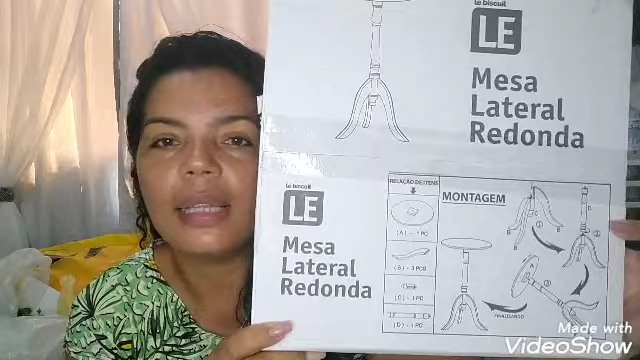 le biscuit
LE
Mesa
Lateral
Redonda
le biscuit
LE
Mesa
Lateral
Redonda
RELAÇÃO DE ITENS
(A) - 1 PC
(B) - 3 PCS
(C) - 1 PC
(D) - 1 PC
MONTAGEM
FINALIZANDO
Made with
VideoShow